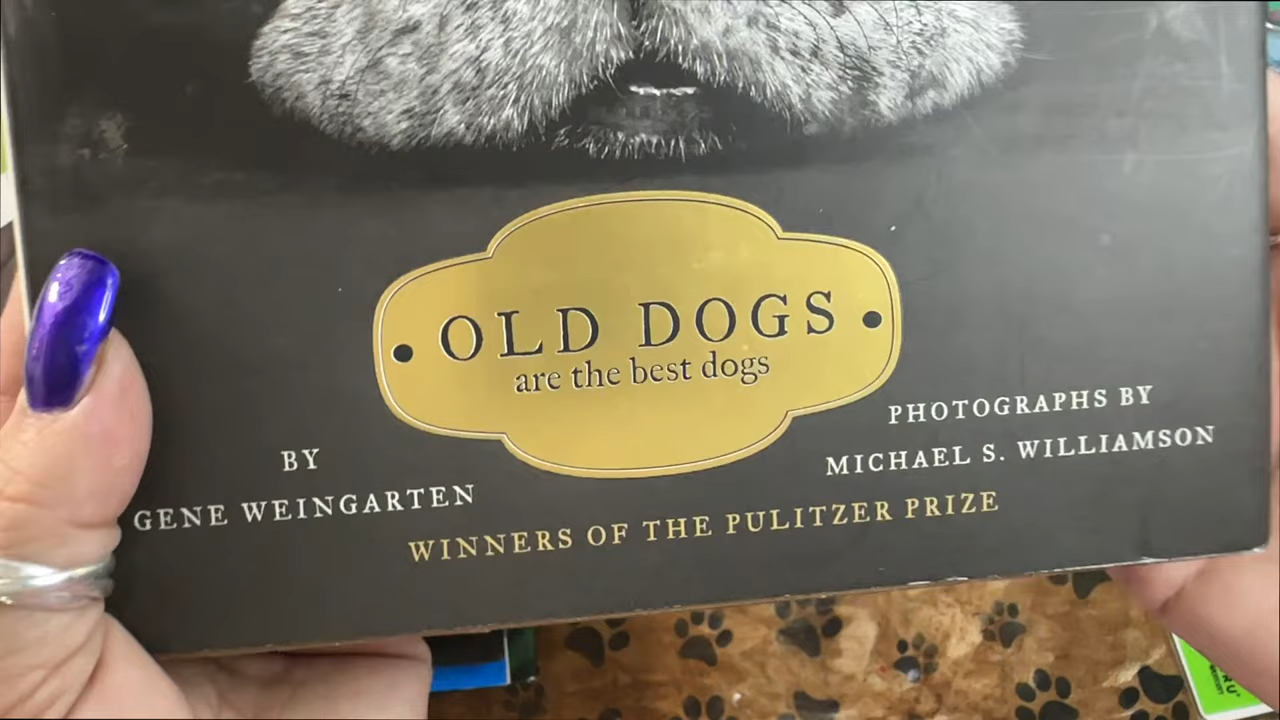 OLD DOGS
are the best dogs
BY
GENE WEINGARTEN
PHOTOGRAPHS BY
MICHAEL S. WILLIAMSON
WINNERS OF THE PULITZER PRIZE